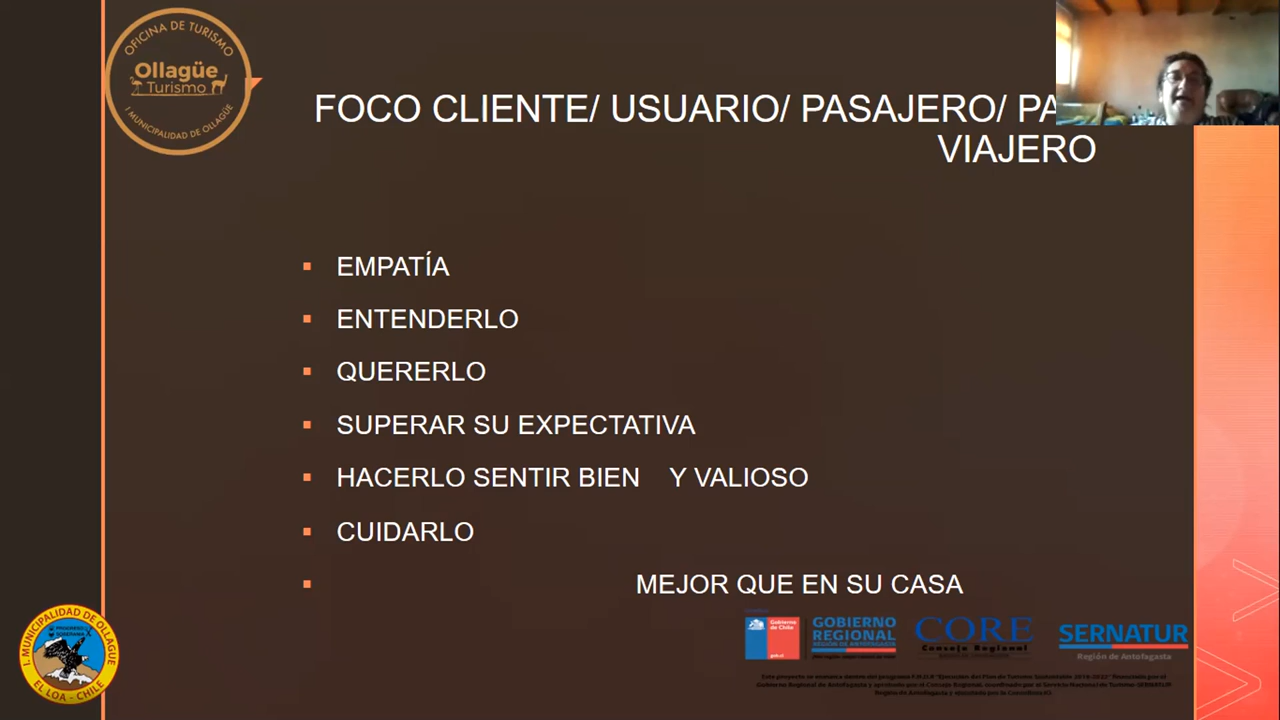 OFICINA DE TURISMO
Ollagüe
Turismo
I. MUNICIPALIDAD DE OLLAGÜE
FOCO CLIENTE/ USUARIO/ PASAJERO/ PA
VIAJERO
▪ EMPATÍA
▪ ENTENDERLO
▪ QUERERLO
▪ SUPERAR SU EXPECTATIVA
▪ HACERLO SENTIR BIEN Y VALIOSO
▪ CUIDARLO
▪ MEJOR QUE EN SU CASA
I. MUNICIPALIDAD DE OLLAGÜE
EL LOA - CHILE
Gobierno
de Chile
gob.cl
GOBIERNO
REGIONAL
REGIÓN DE ANTOFAGASTA
CORE
Consejo Regional
SERNATUR
Región de Antofagasta